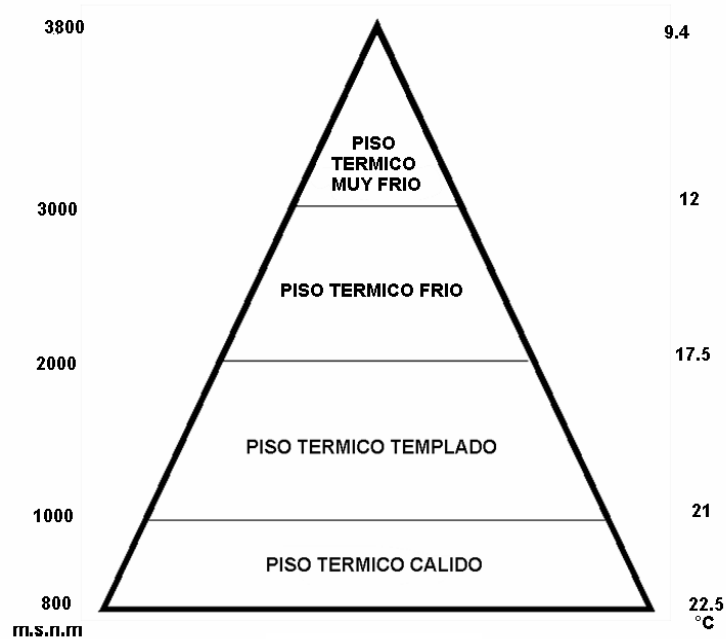 3800
9.4
PISO
TERMICO
MUY FRIO
3000
12
PISO TERMICO FRIO
2000
17.5
PISO TERMICO TEMPLADO
1000
21
PISO TERMICO CALIDO
800
22.5
m.s.n.m
°C